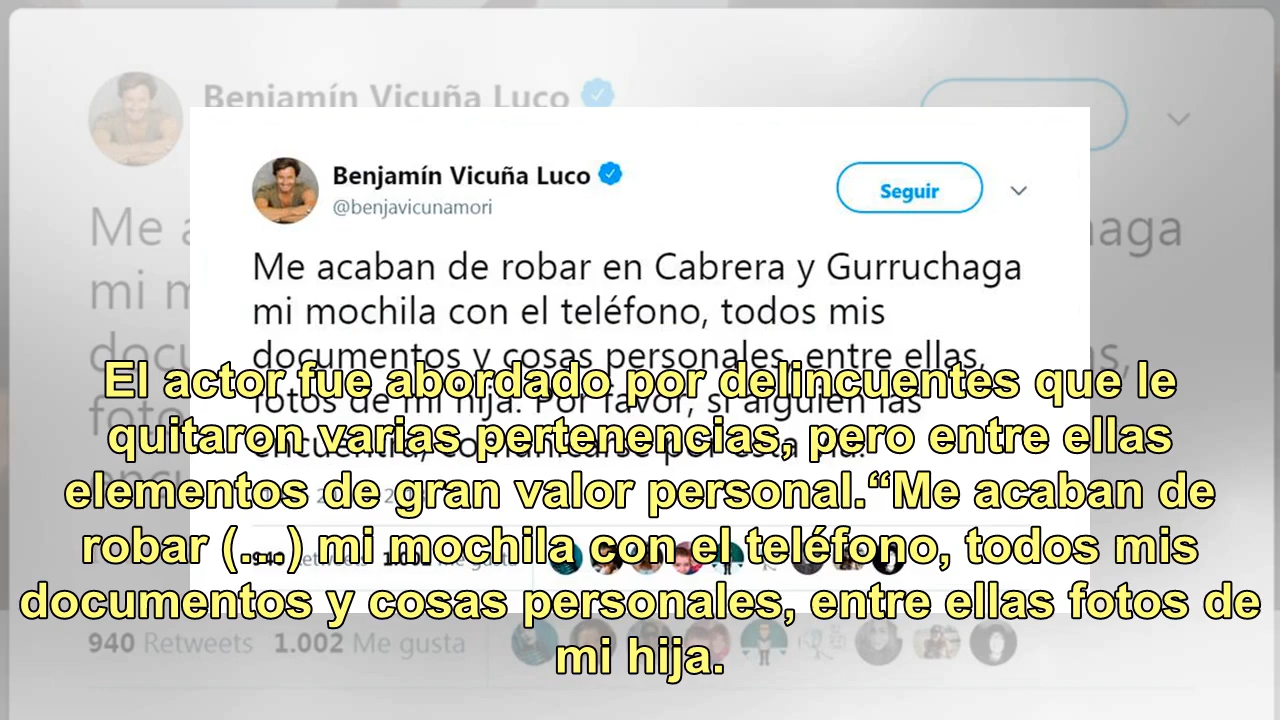 Benjamín Vicuña Luco
Benjamín Vicuña Luco
@benjavicunamori
Seguir
Me acaban de robar en Cabrera y Gurruchaga
mi mochila con el teléfono, todos mis
documentos y cosas personales, entre ellas,
fotos de mi hija. Por favor, si alguien las
El actor fue abordado por delincuentes que le
quitaron varias pertenencias, pero entre ellas
elementos de gran valor personal.“Me acaban de
robar (...) mi mochila con el teléfono, todos mis
documentos y cosas personales, entre ellas fotos de
mi hija.
940 Retweets 1.002 Me gusta